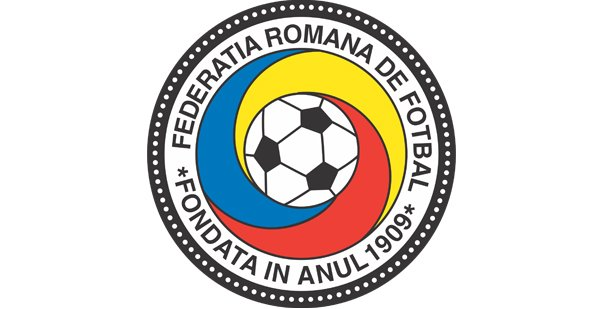 FEDERATIA ROMANA DE FOTBAL
*FONDATA IN ANUL 1909*